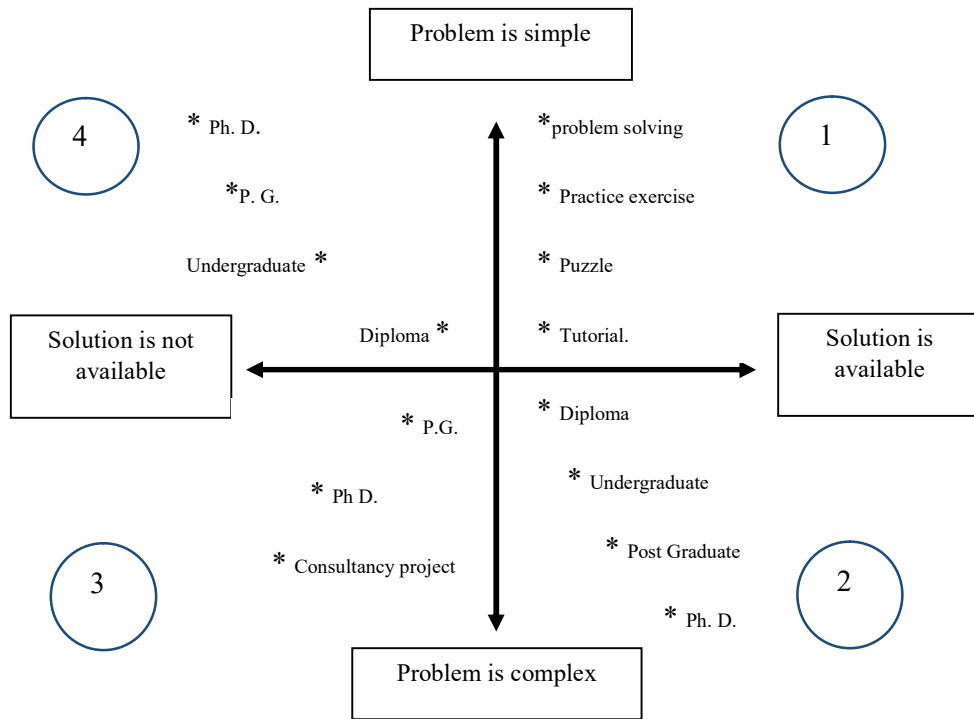 Problem is simple
4
* Ph. D.
*problem solving
1
*P. G.
* Practice exercise
Undergraduate *
* Puzzle
Solution is not
available
Diploma *
* Tutorial.
Solution is
available
* P.G.
* Diploma
* Ph D.
* Undergraduate
3
* Consultancy project
* Post Graduate
2
* Ph. D.
Problem is complex